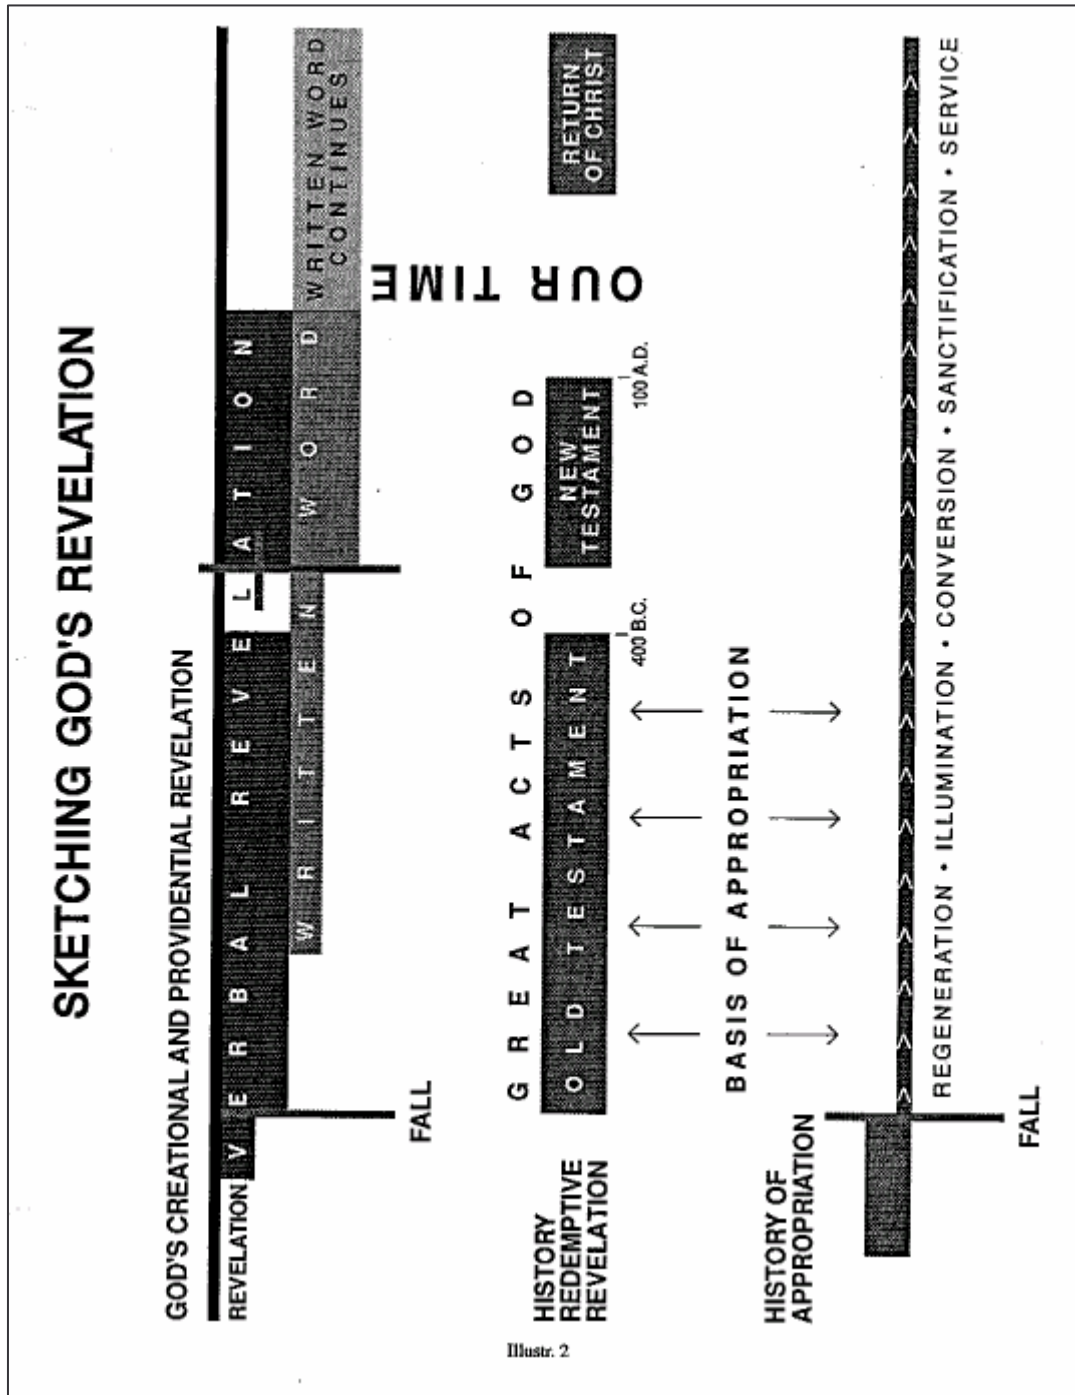 SKETCHING GOD'S REVELATION
GOD'S CREATIONAL AND PROVIDENTIAL REVELATION
REVELATION
VERBAL REVELATION
WRITTEN WORD
WRITTEN WORD
CONTINUES
FALL
OUR TIME
GREAT ACTS OF GOD
HISTORY
REDEMPTIVE
REVELATION
OLD TESTAMENT
NEW
TESTAMENT
RETURN
OF CHRIST
400 B.C.
100 A.D.
BASIS OF APPROPRIATION
HISTORY OF
APPROPRIATION
REGENERATION • ILLUMINATION • CONVERSION • SANCTIFICATION • SERVICE
FALL
Illustr. 2